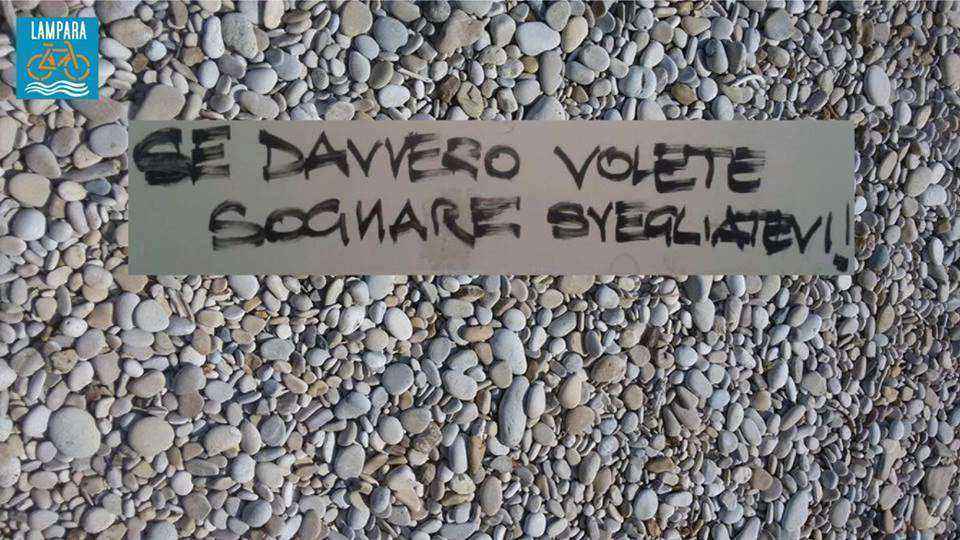 LAMPARA
SE DAVVERO VOLETE
SOGNARE SVEGLIATEVI!